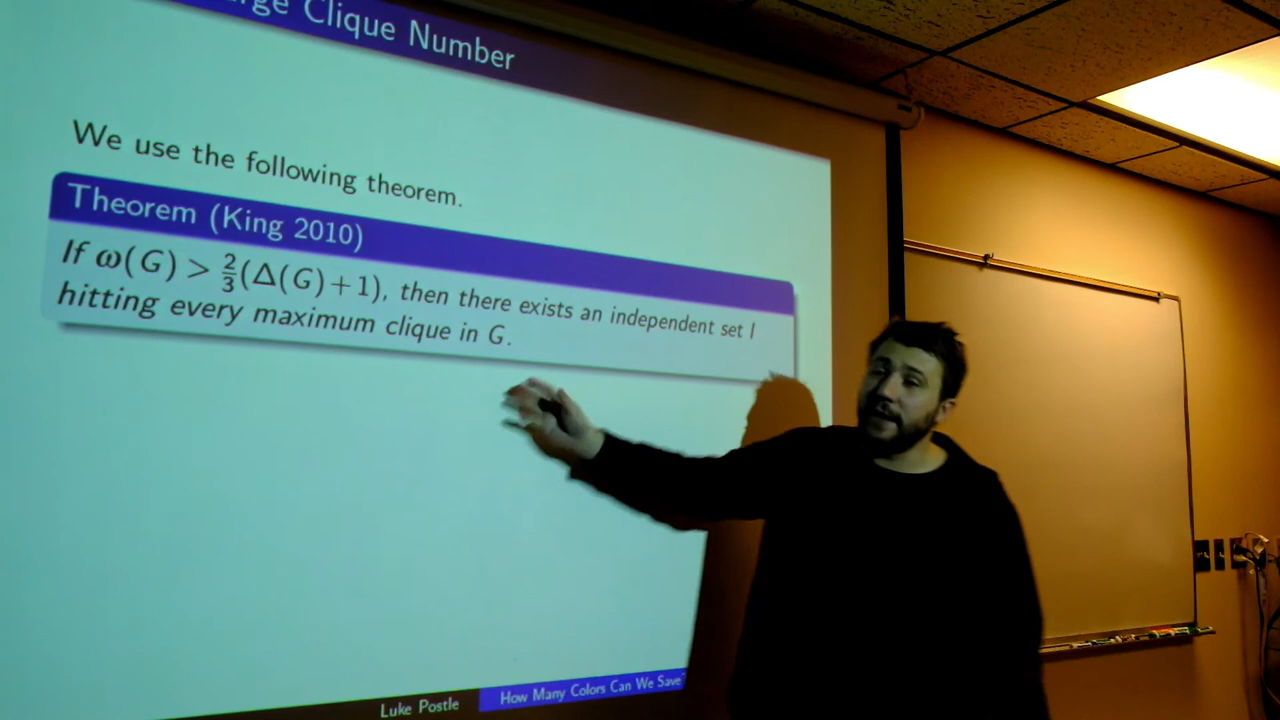 Clique Number
We use the following theorem.
Theorem (King 2010)
If ω(G) > 2/3(Δ(G)+1), then there exists an independent set I
hitting every maximum clique in G.
Luke Postle
How Many Colors Can We Save?